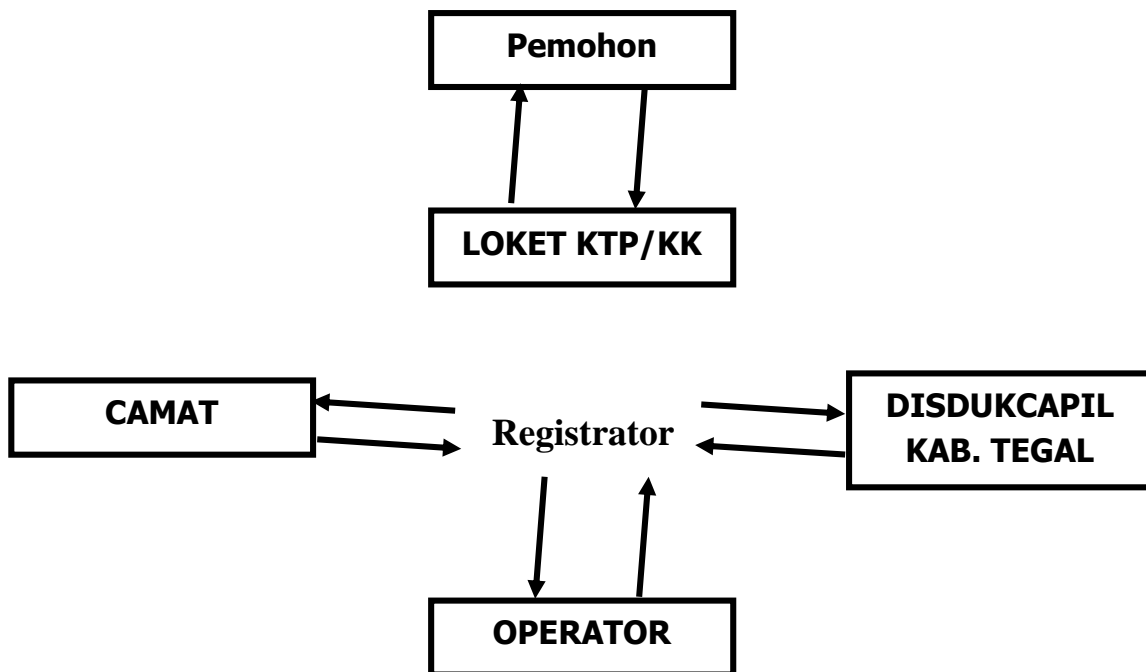 Pemohon
LOKET KTP/KK
CAMAT
Registrator
DISDUKCAPIL
KAB. TEGAL
OPERATOR